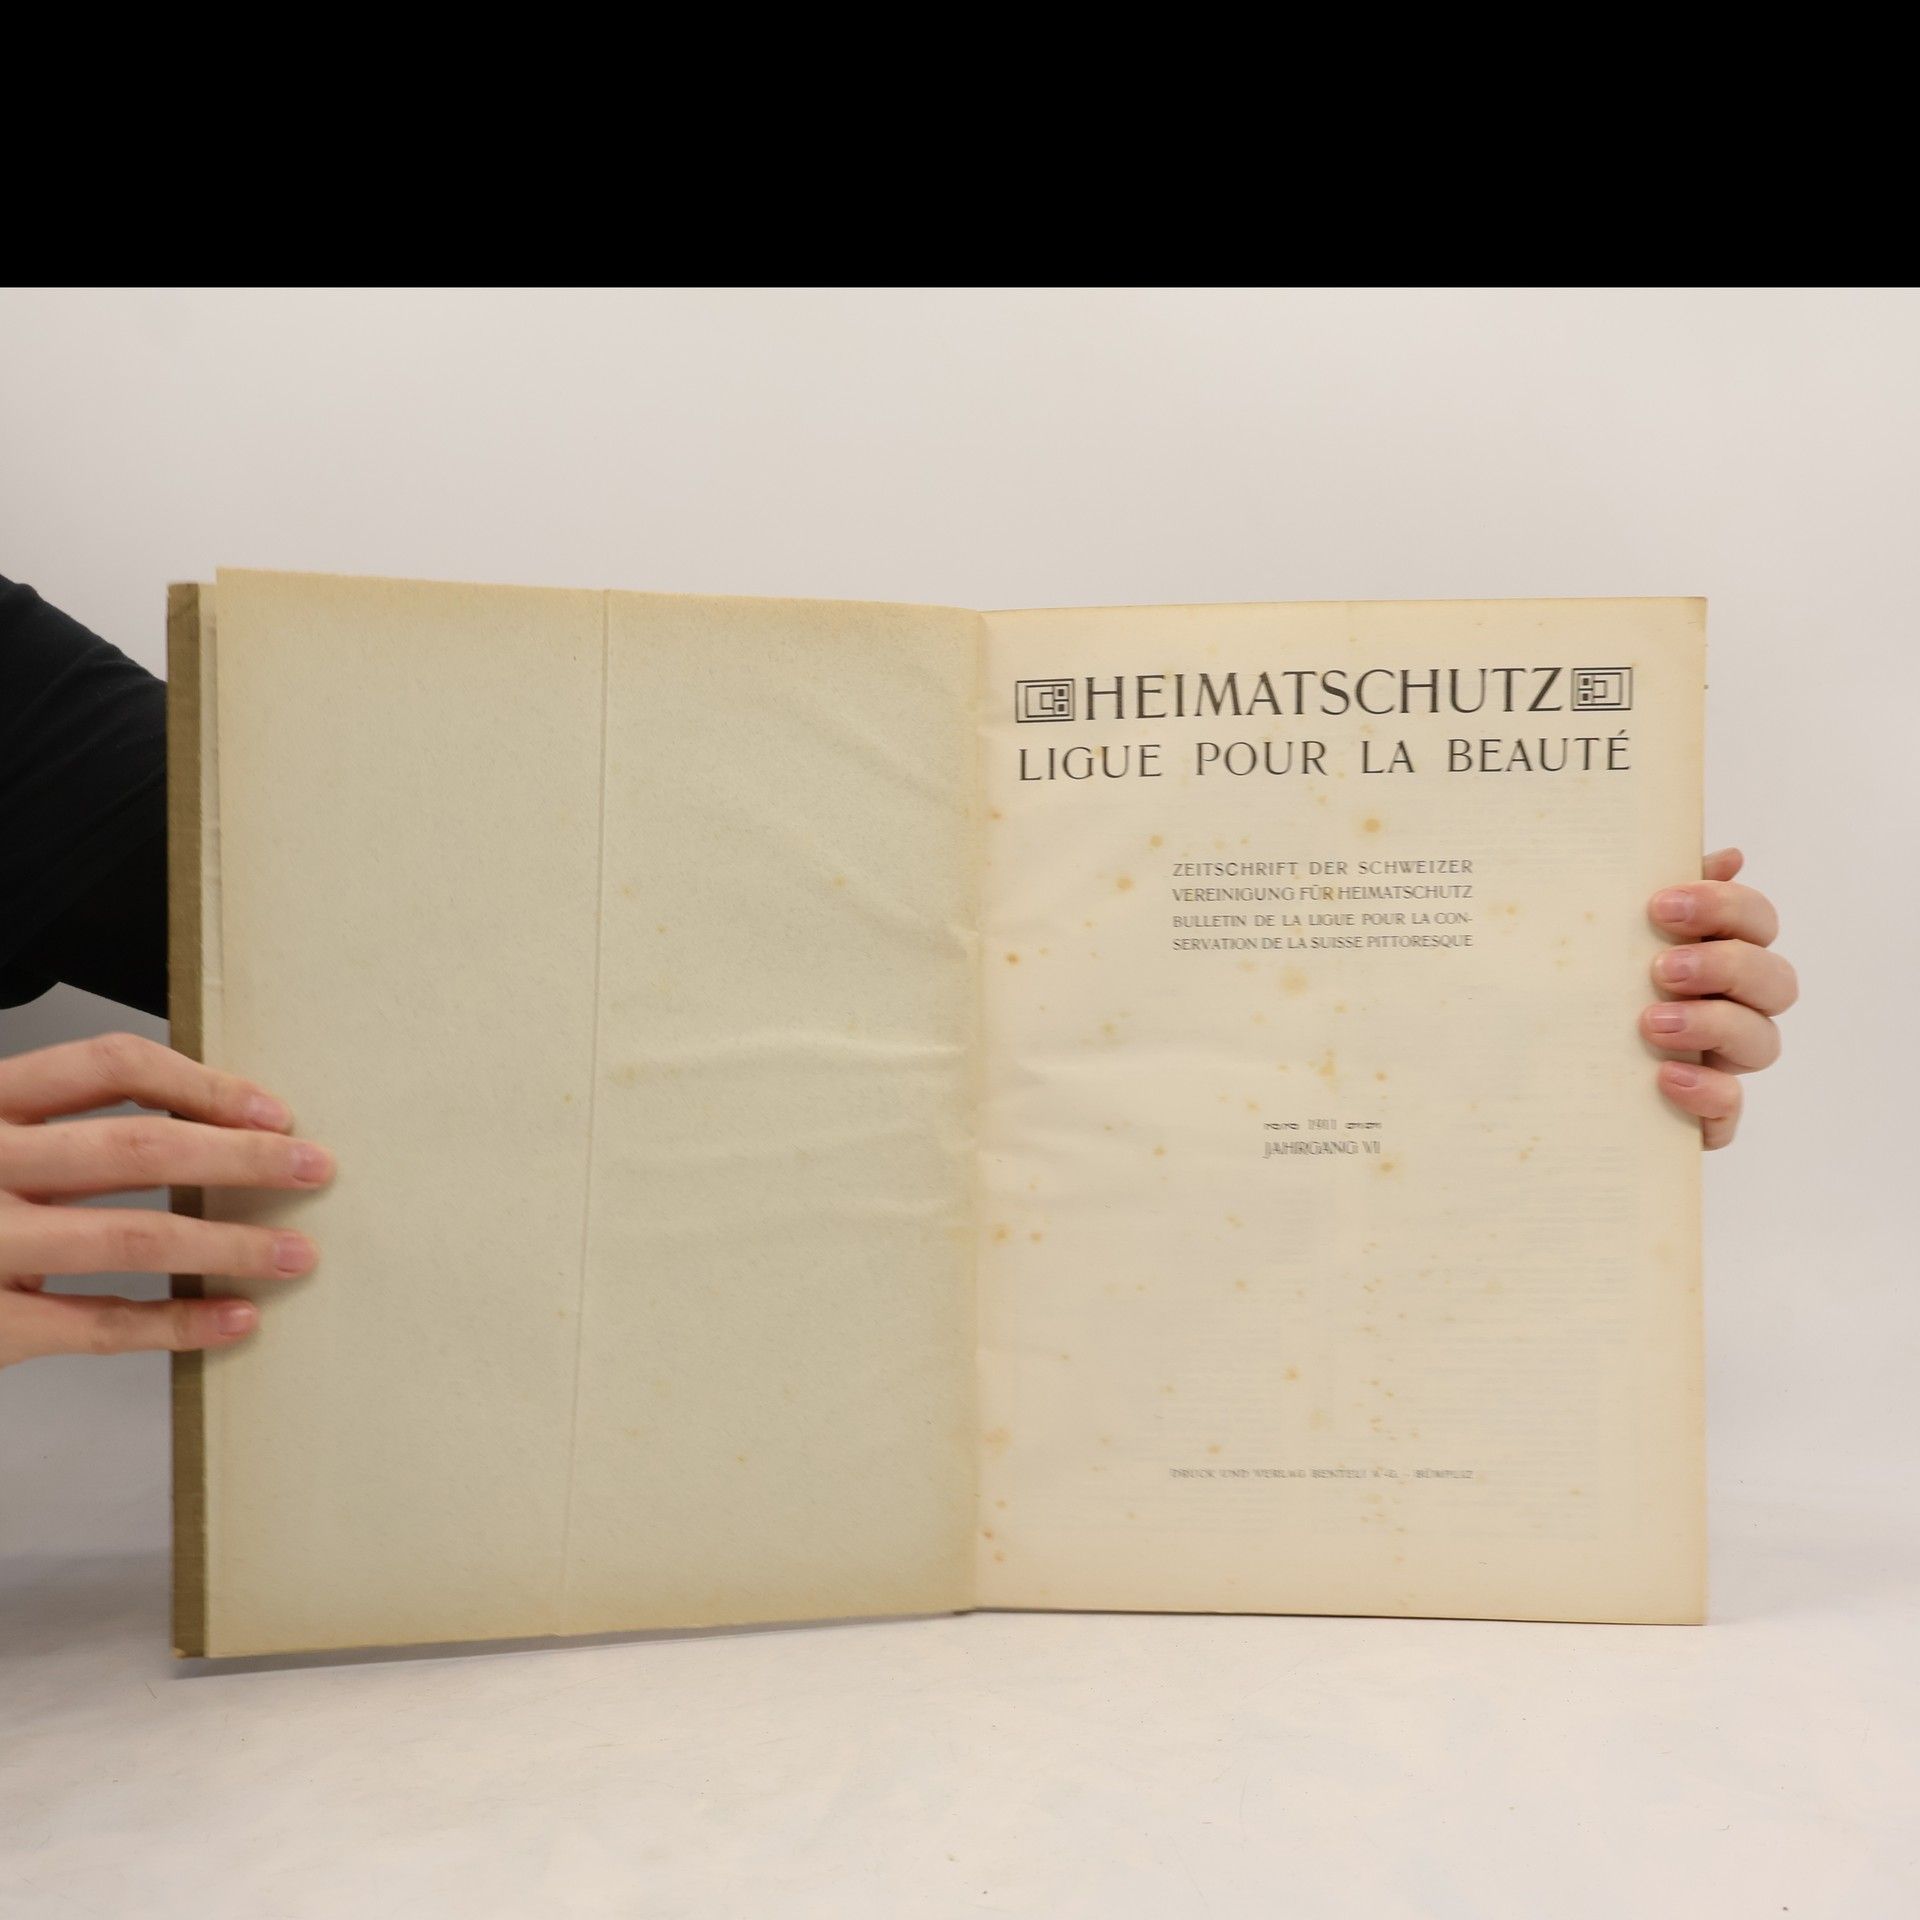 HEIMATSCHUTZ
LIGUE POUR LA BEAUTÉ
ZEITSCHRIFT DER SCHWEIZER
VEREINIGUNG FÜR HEIMATSCHUTZ
BULLETIN DE LA LIGUE POUR LA CON-
SERVATION DE LA SUISSE PITTORESQUE
1911
JAHRGANG VI
DRUCK UND VERLAG BENTELI A.-G. - BÜMPLIZ